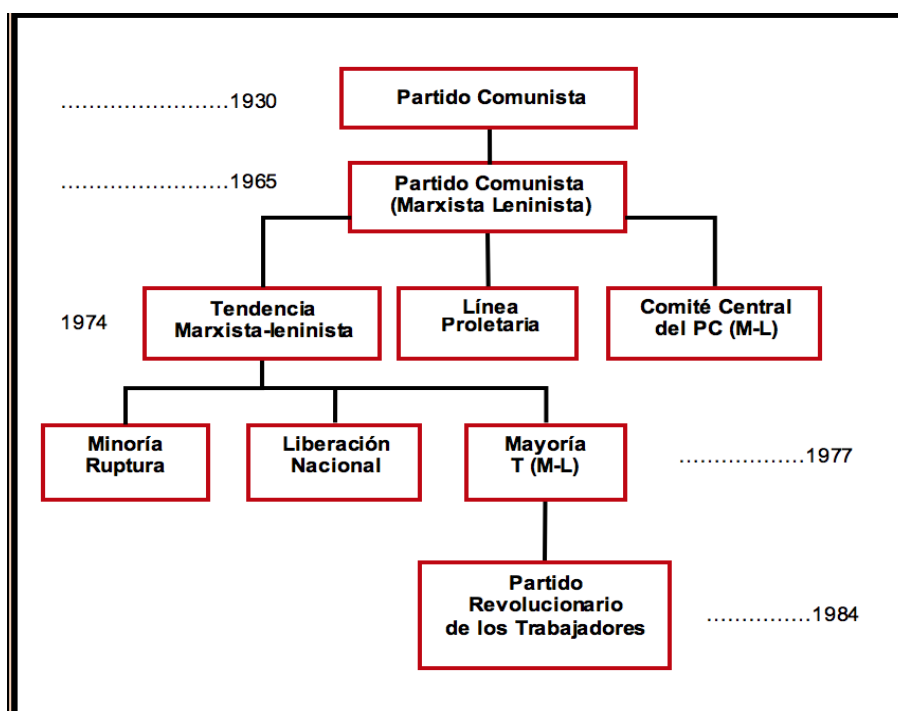 ……………………1930
Partido Comunista
……………………1965
Partido Comunista
(Marxista Leninista)
1974
Tendencia
Marxista-leninista
Línea
Proletaria
Comité Central
del PC (M-L)
Minoría
Ruptura
Liberación
Nacional
Mayoría
T (M-L)
………………1977
Partido
Revolucionario
de los Trabajadores
……………1984